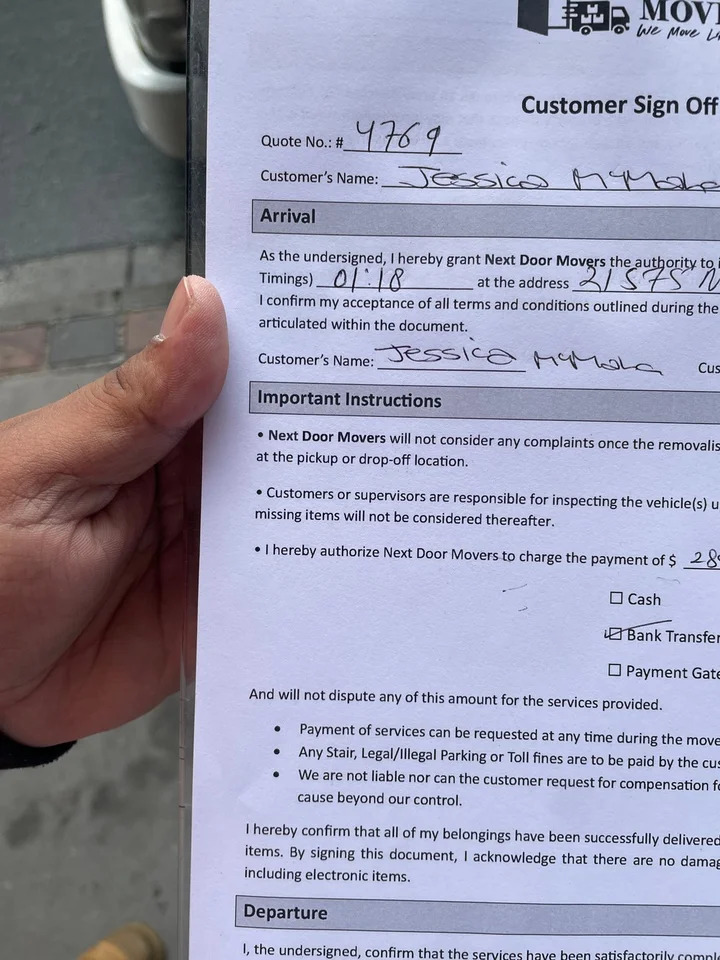 MOVE
We Move
Customer Sign Off
Quote No.: # 4769
Customer's Name: Jessica
Arrival
As the undersigned, I hereby grant Next Door Movers the authority to
Timings) 01:18 at the address 21 575 N
I confirm my acceptance of all terms and conditions outlined during the
articulated within the document.
Customer's Name: Jessica Cus
Important Instructions
• Next Door Movers will not consider any complaints once the removalis
at the pickup or drop-off location.
• Customers or supervisors are responsible for inspecting the vehicle(s) u
missing items will not be considered thereafter.
• I hereby authorize Next Door Movers to charge the payment of $ 28
☐ Cash
☑ Bank Transfer
☐ Payment Gate
And will not dispute any of this amount for the services provided.
• Payment of services can be requested at any time during the move
• Any Stair, Legal/Illegal Parking or Toll fines are to be paid by the cus
• We are not liable nor can the customer request for compensation fo
cause beyond our control.
I hereby confirm that all of my belongings have been successfully delivered
items. By signing this document, I acknowledge that there are no damag
including electronic items.
Departure
I, the undersigned, confirm that the services have been satisfactorily comple